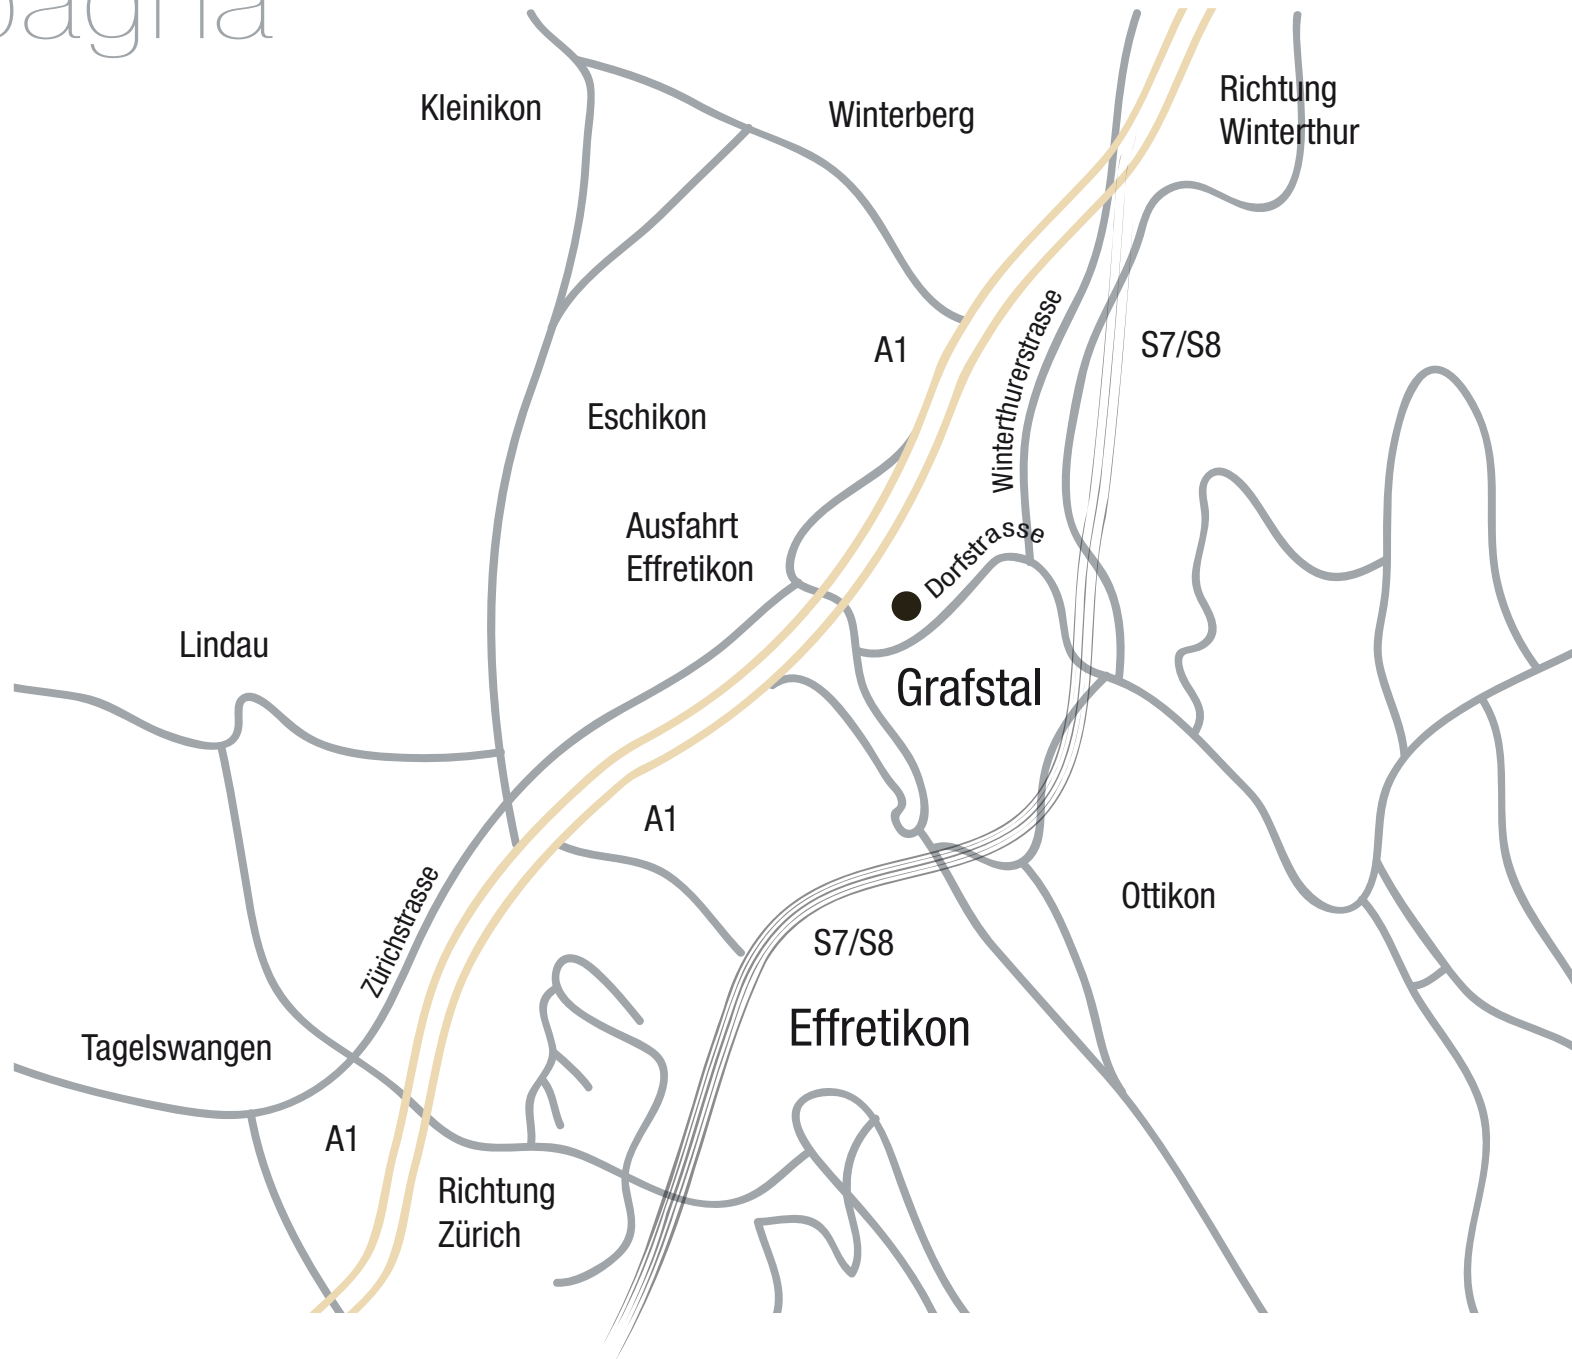 Kleinikon
Winterberg
Richtung
Winterthur
A1
Winterthurerstrasse
S7/S8
Eschikon
Ausfahrt
Effretikon
Dorfstrasse
Lindau
Grafstal
A1
Zürichstrasse
Ottikon
S7/S8
Effretikon
Tagelswangen
A1
Richtung
Zürich